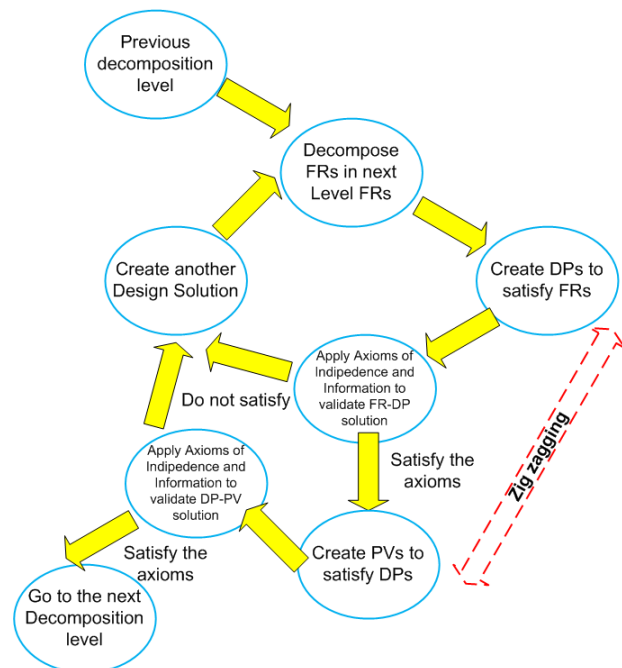 Previous
decomposition
level
Decompose
FRs in next
Level FRs
Create another
Design Solution
Create DPs to
satisfy FRs
Apply Axioms of
Indipedence and
Information to
validate FR-DP
solution
Do not satisfy
Zig zagging
Apply Axioms of
Indipedence and
Information to
validate DP-PV
solution
Satisfy the
axioms
Create PVs to
satisfy DPs
Satisfy the
axioms
Go to the next
Decomposition
level